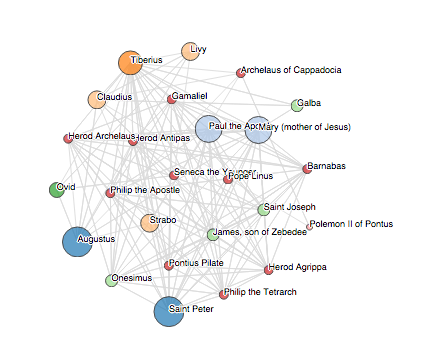 Livy
Tiberius
Archelaus of Cappadocia
Claudius
Gamaliel
Galba
Paul the Apo
Mary (mother of Jesus)
Herod Archelaus
Herod Antipas
Barnabas
Seneca the Younger
Pope Linus
Ovid
Philip the Apostle
Saint Joseph
Strabo
Polemon II of Pontus
James, son of Zebedee
Augustus
Pontius Pilate
Herod Agrippa
Onesimus
Philip the Tetrarch
Saint Peter